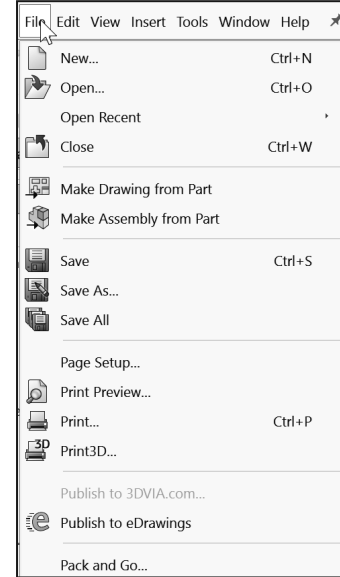 File Edit View Insert Tools Window Help
New... Ctrl+N
Open... Ctrl+O
Open Recent
Close Ctrl+W
Make Drawing from Part
Make Assembly from Part
Save Ctrl+S
Save As...
Save All
Page Setup...
Print Preview...
Print... Ctrl+P
3D Print3D...
Publish to 3DVIA.com...
Publish to eDrawings
Pack and Go...